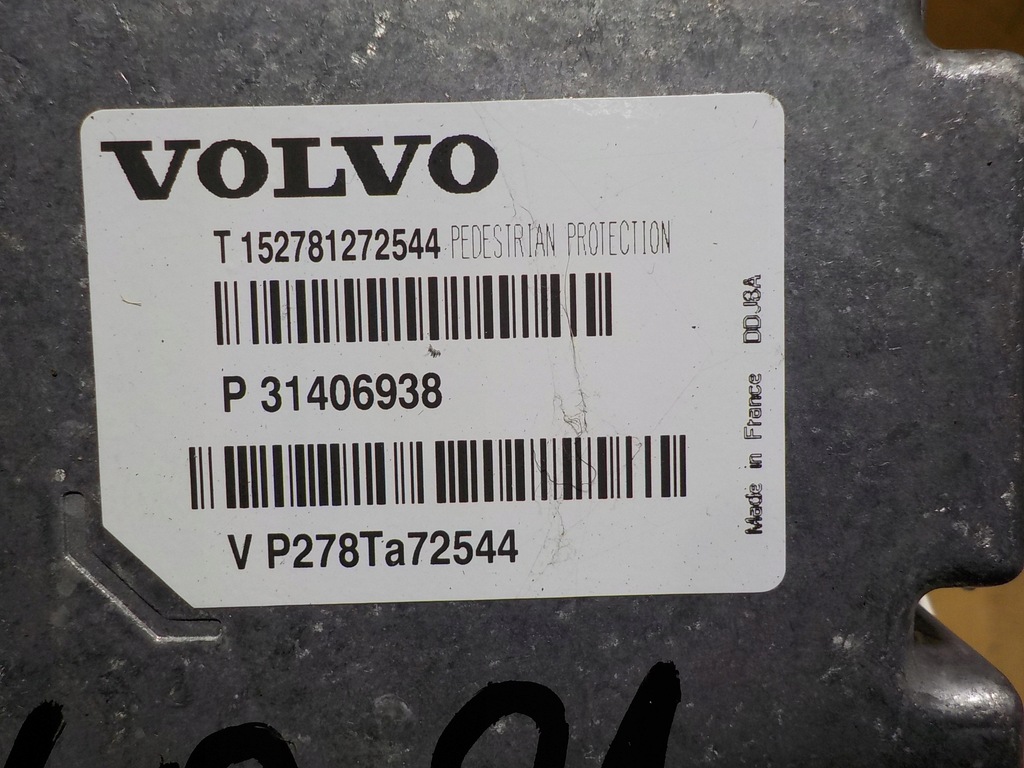 VOLVO
T 152781272544 PEDESTRIAN PROTECTION
P 31406938
V P278Ta72544
Made in France DDJ8A